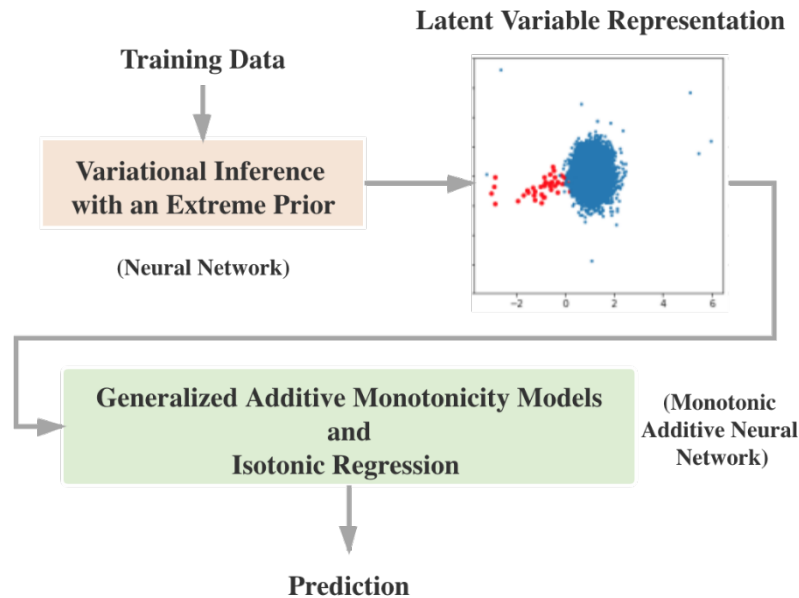 Latent Variable Representation
Training Data
Variational Inference
with an Extreme Prior
(Neural Network)
−2 0 2 4 6
Generalized Additive Monotonicity Models
and
Isotonic Regression
(Monotonic
Additive Neural
Network)
Prediction